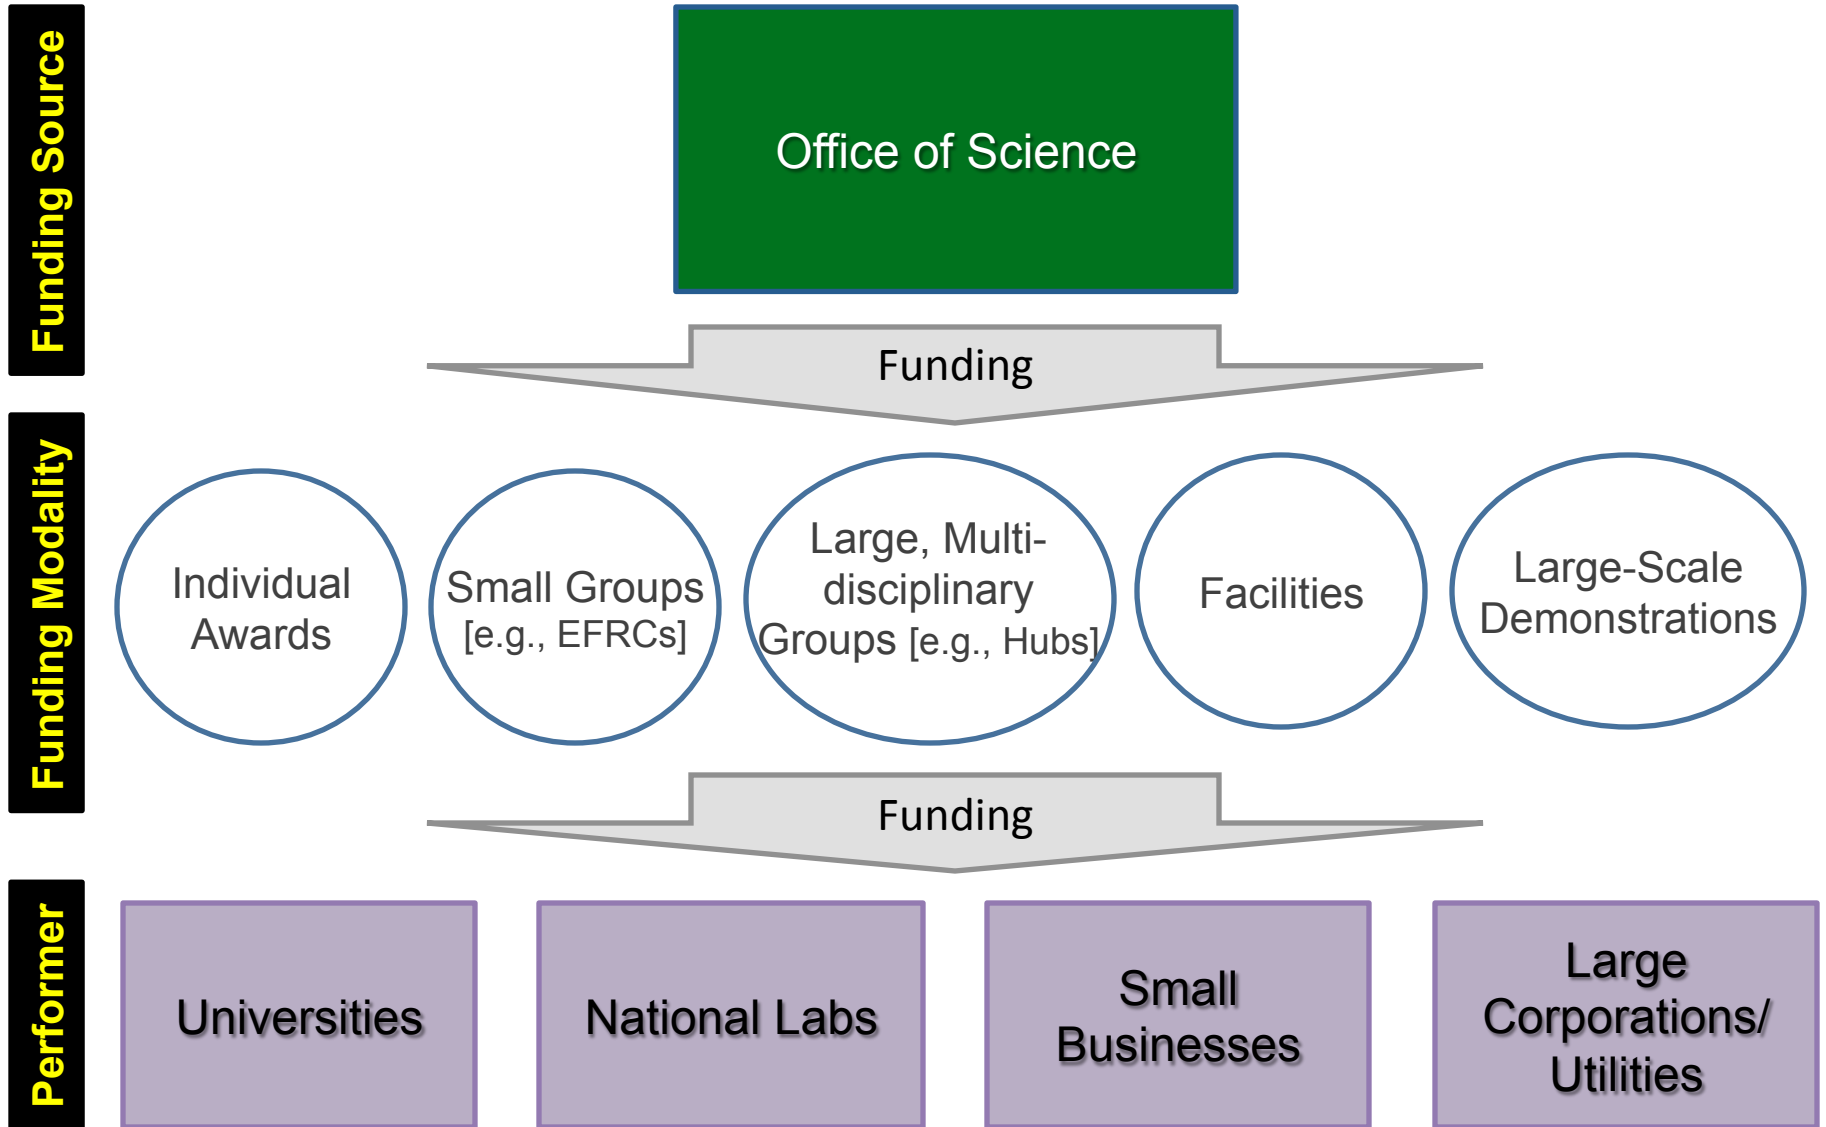 Funding Source
Office of Science
Funding
Funding Modality
Individual
Awards
Small Groups
[e.g., EFRCs]
Large, Multi-
disciplinary
Groups [e.g., Hubs]
Facilities
Large-Scale
Demonstrations
Funding
Performer
Universities
National Labs
Small
Businesses
Large
Corporations/
Utilities